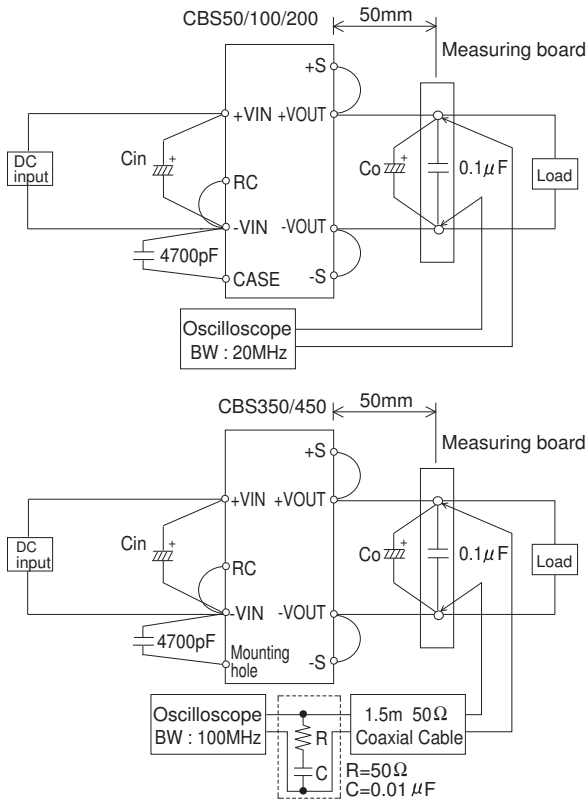 CBS50/100/200
50mm
Measuring board
+S
+VIN
+VOUT
DC
input
Cin
+
Co
+
0.1μF
Load
RC
-VIN
-VOUT
4700pF
CASE
-S
Oscilloscope
BW : 20MHz
CBS350/450
50mm
Measuring board
+S
+VIN
+VOUT
DC
input
Cin
+
Co
+
0.1μF
Load
RC
-VIN
-VOUT
4700pF
Mounting
hole
-S
Oscilloscope
BW : 100MHz
R
C
1.5m 50Ω
Coaxial Cable
R=50Ω
C=0.01 μF